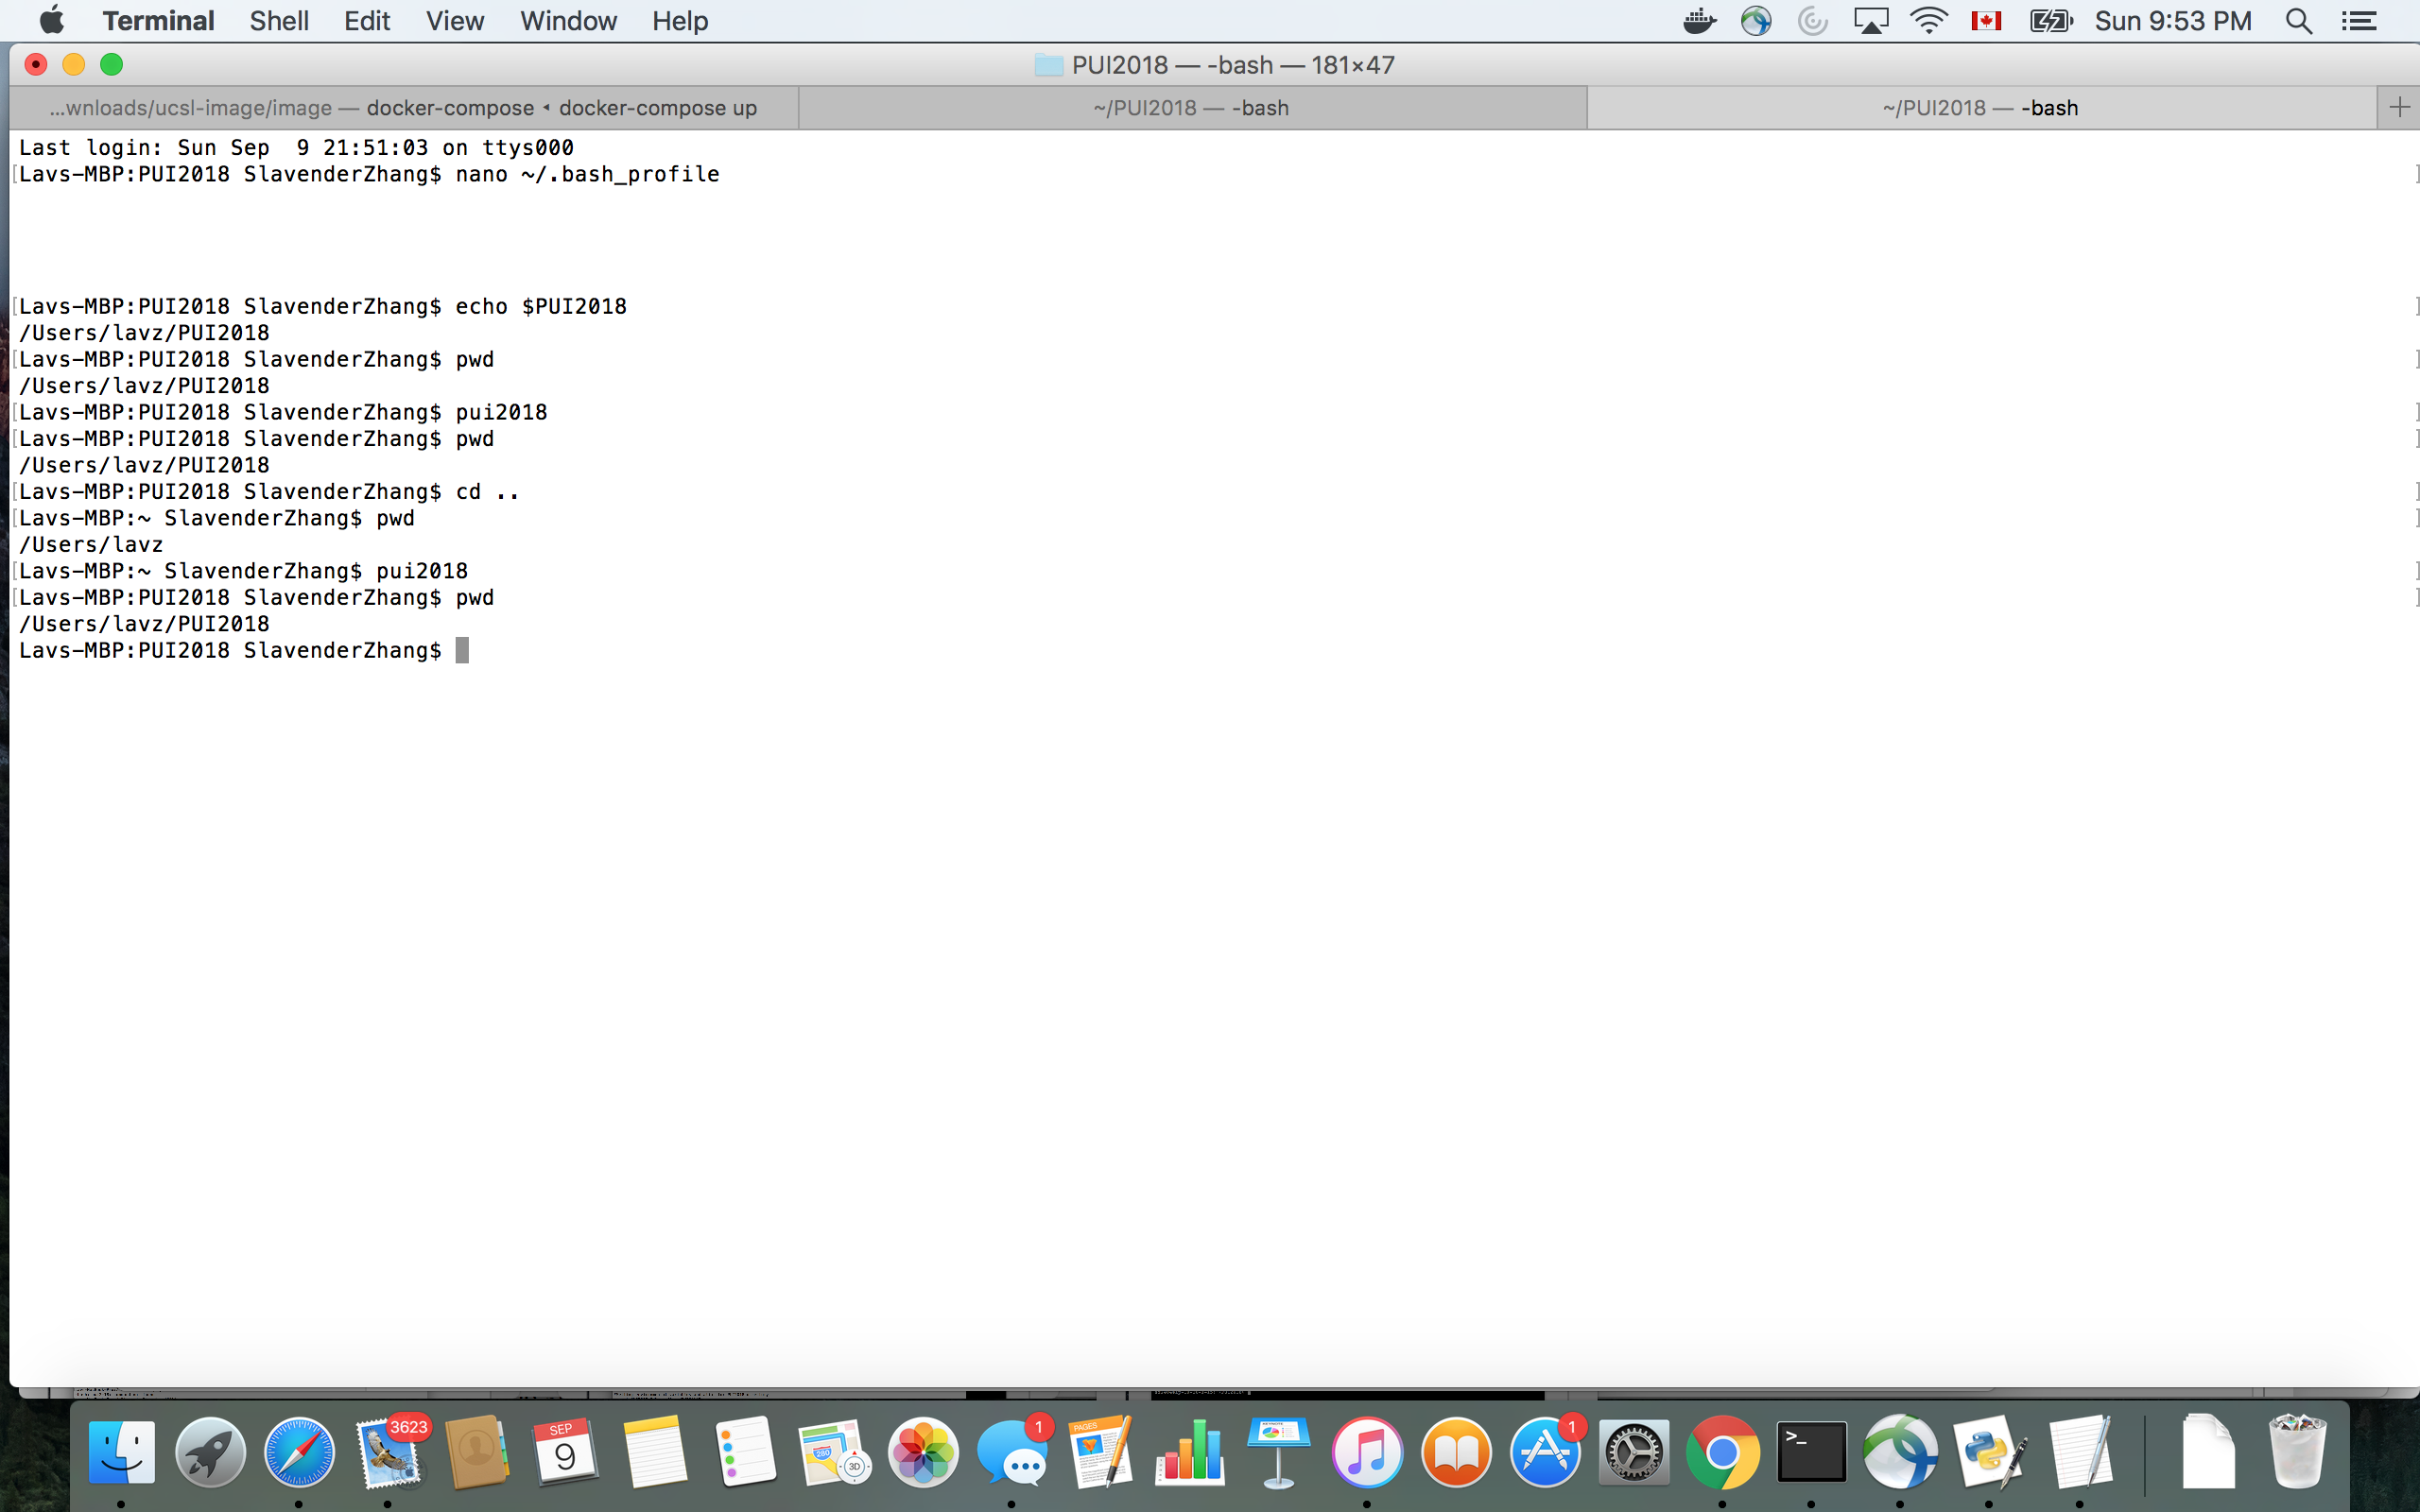 Terminal Shell Edit View Window Help Sun 9:53 PM
PUI2018 — -bash — 181×47
...wnloads/ucsl-image/image — docker-compose ◂ docker-compose up ~/PUI2018 — -bash ~/PUI2018 — -bash +
Last login: Sun Sep  9 21:51:03 on ttys000
[Lavs-MBP:PUI2018 SlavenderZhang$ nano ~/.bash_profile ]
[Lavs-MBP:PUI2018 SlavenderZhang$ echo $PUI2018 ]
/Users/lavz/PUI2018
[Lavs-MBP:PUI2018 SlavenderZhang$ pwd ]
/Users/lavz/PUI2018
[Lavs-MBP:PUI2018 SlavenderZhang$ pui2018 ]
[Lavs-MBP:PUI2018 SlavenderZhang$ pwd ]
/Users/lavz/PUI2018
[Lavs-MBP:PUI2018 SlavenderZhang$ cd .. ]
[Lavs-MBP:~ SlavenderZhang$ pwd ]
/Users/lavz
[Lavs-MBP:~ SlavenderZhang$ pui2018 ]
[Lavs-MBP:PUI2018 SlavenderZhang$ pwd ]
/Users/lavz/PUI2018
Lavs-MBP:PUI2018 SlavenderZhang$
3623
SEP
9
280
3D
1
PAGES
KEYNOTE
1
>_